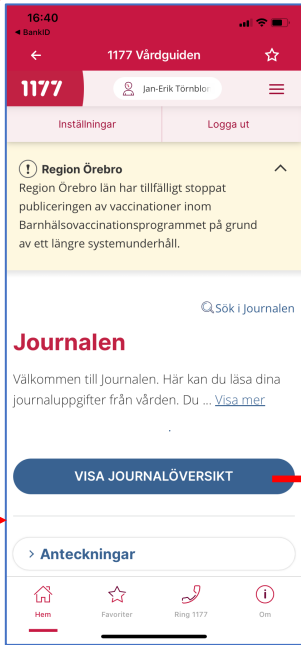 16:40
◄ BankID
1177 Vårdguiden
1177
Jan-Erik Törnblor
Inställningar
Logga ut
! Region Örebro
Region Örebro län har tillfälligt stoppat
publiceringen av vaccinationer inom
Barnhälsovaccinationsprogrammet på grund
av ett längre systemunderhåll.
Sök i Journalen
Journalen
Välkommen till Journalen. Här kan du läsa dina
journaluppgifter från vården. Du ... Visa mer
.
VISA JOURNALÖVERSIKT
› Anteckningar
Hem
Favoriter
Ring 1177
Om